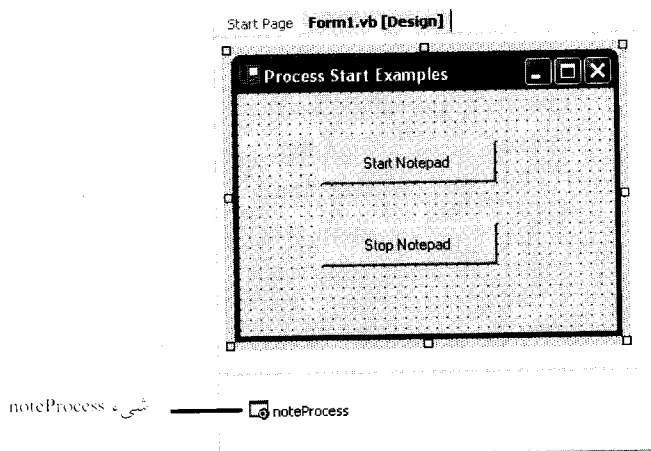 Start Page Form1.vb [Design]
Process Start Examples
Start Notepad
Stop Notepad
شیء noteProcess
noteProcess